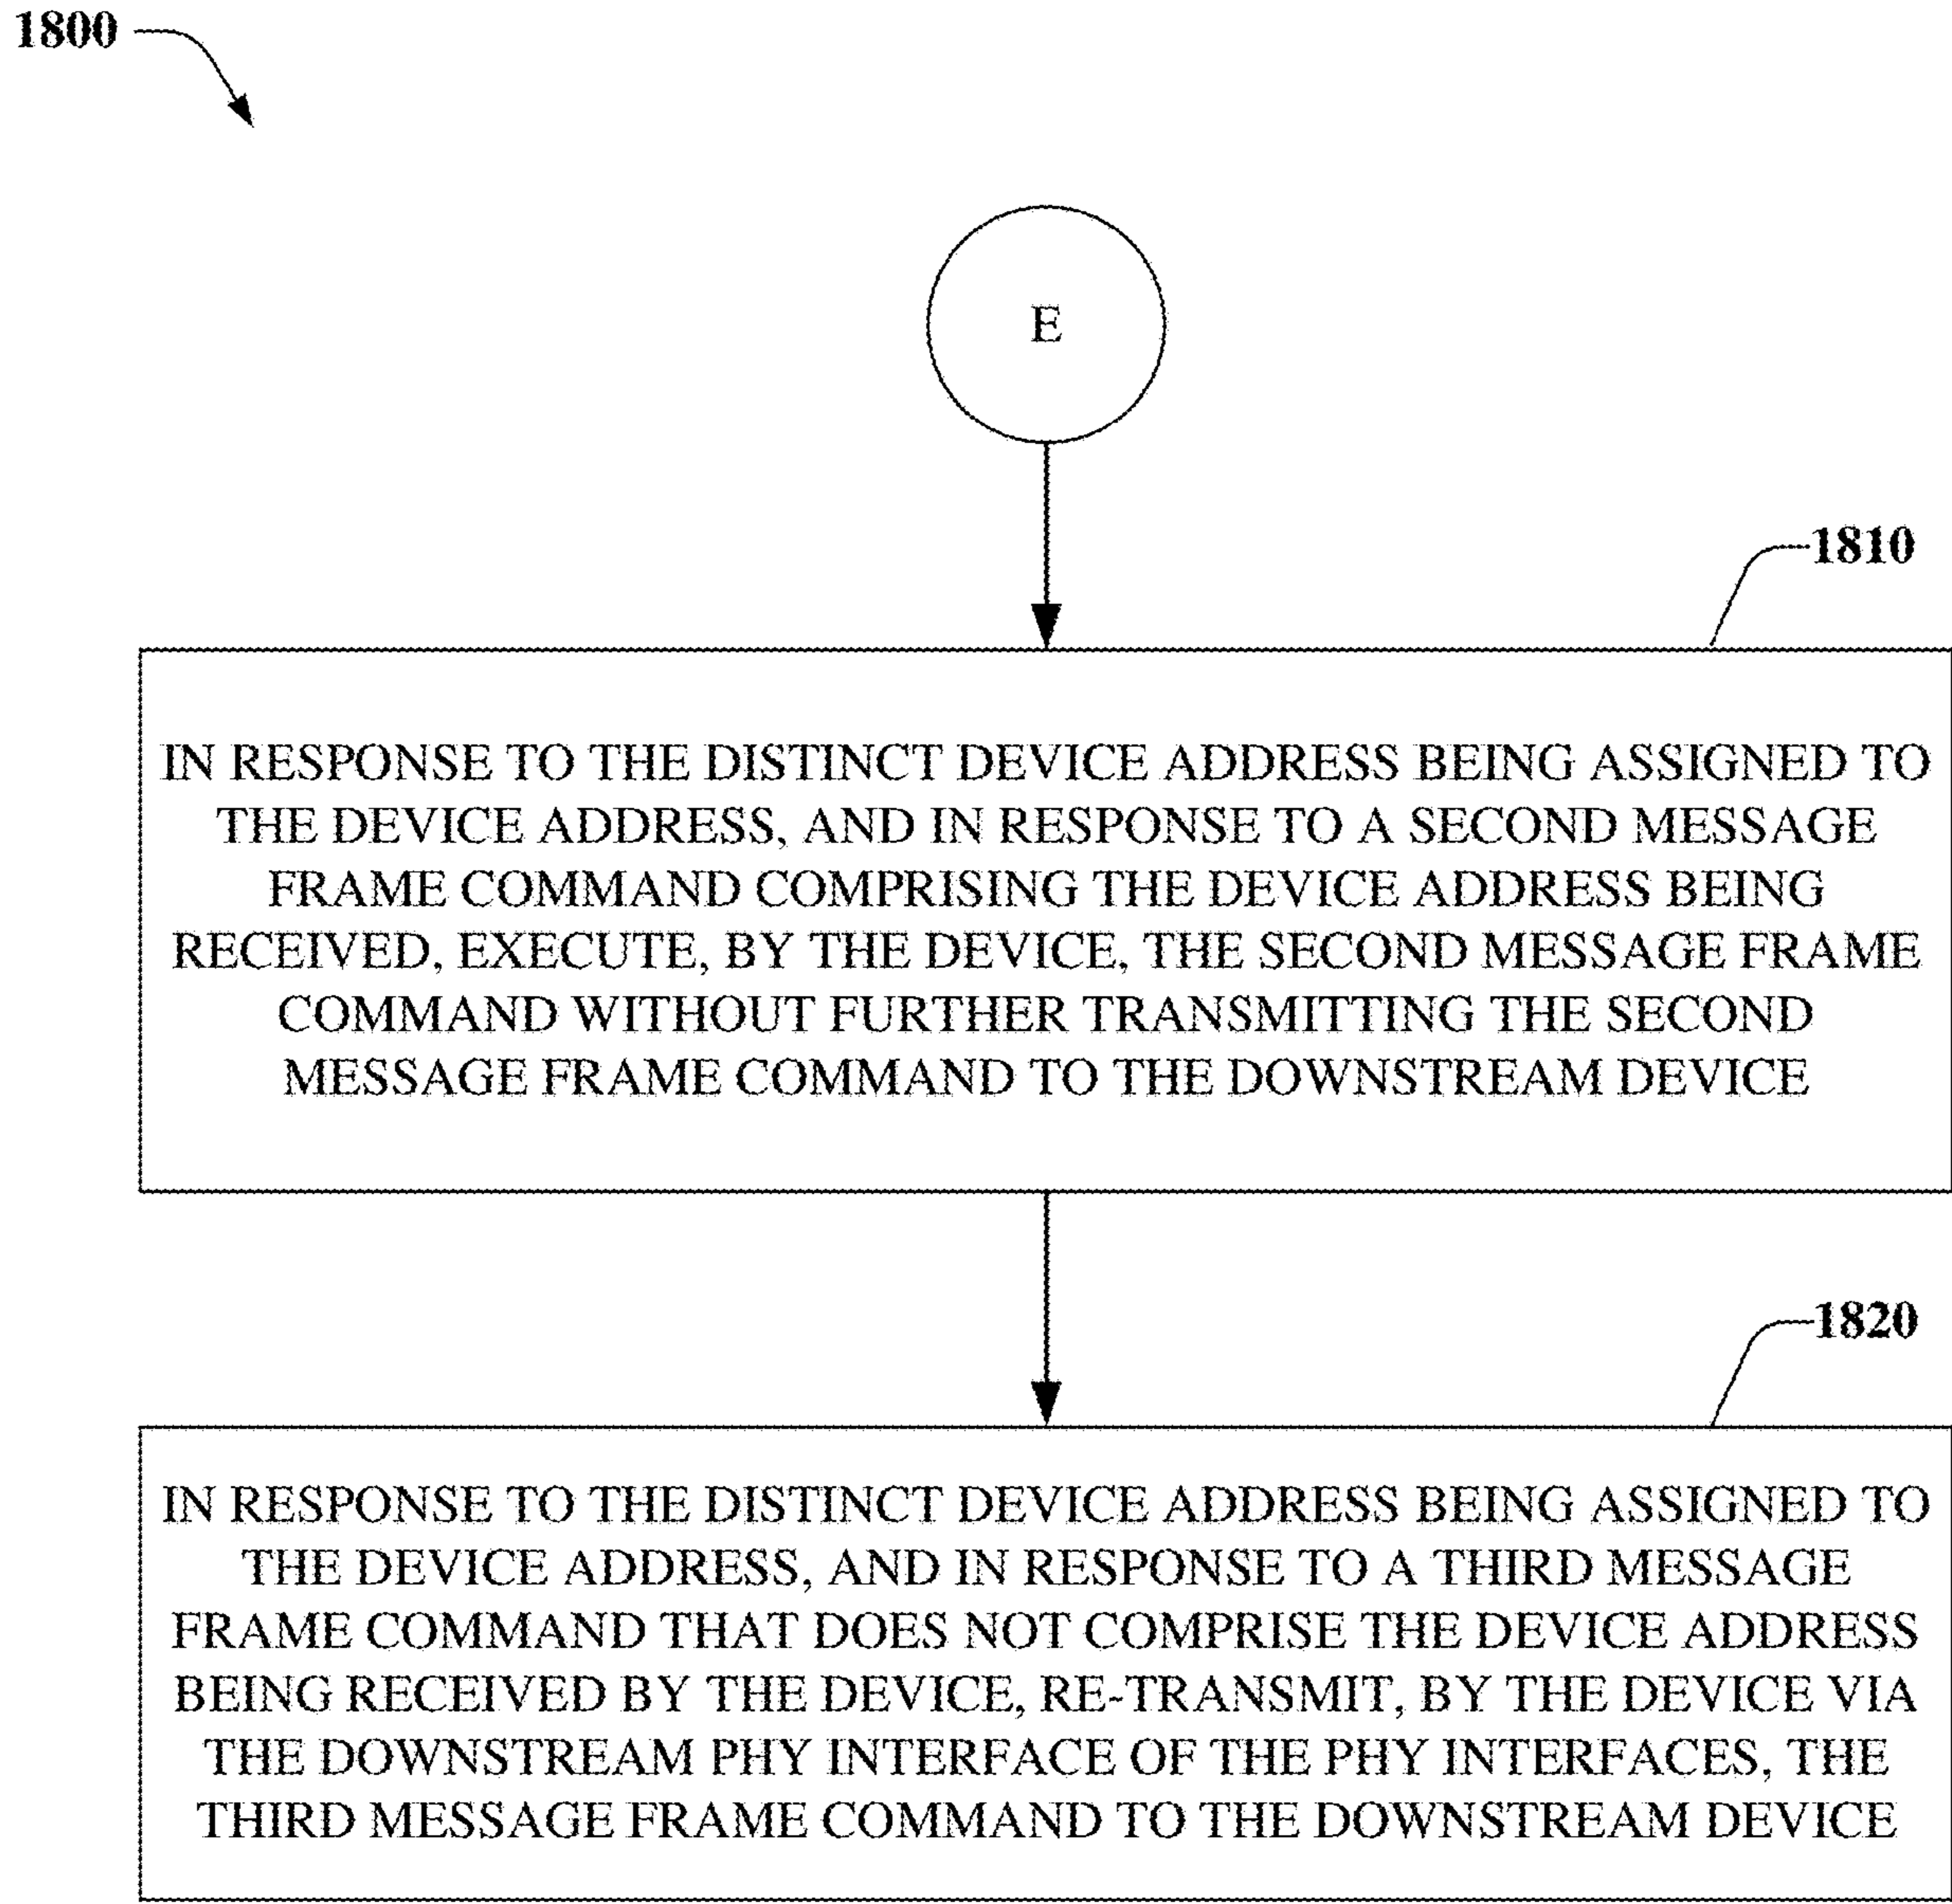 1800
E
1810
IN RESPONSE TO THE DISTINCT DEVICE ADDRESS BEING ASSIGNED TO
THE DEVICE ADDRESS, AND IN RESPONSE TO A SECOND MESSAGE
FRAME COMMAND COMPRISING THE DEVICE ADDRESS BEING
RECEIVED, EXECUTE, BY THE DEVICE, THE SECOND MESSAGE FRAME
COMMAND WITHOUT FURTHER TRANSMITTING THE SECOND
MESSAGE FRAME COMMAND TO THE DOWNSTREAM DEVICE
1820
IN RESPONSE TO THE DISTINCT DEVICE ADDRESS BEING ASSIGNED TO
THE DEVICE ADDRESS, AND IN RESPONSE TO A THIRD MESSAGE
FRAME COMMAND THAT DOES NOT COMPRISE THE DEVICE ADDRESS
BEING RECEIVED BY THE DEVICE, RE-TRANSMIT, BY THE DEVICE VIA
THE DOWNSTREAM PHY INTERFACE OF THE PHY INTERFACES, THE
THIRD MESSAGE FRAME COMMAND TO THE DOWNSTREAM DEVICE